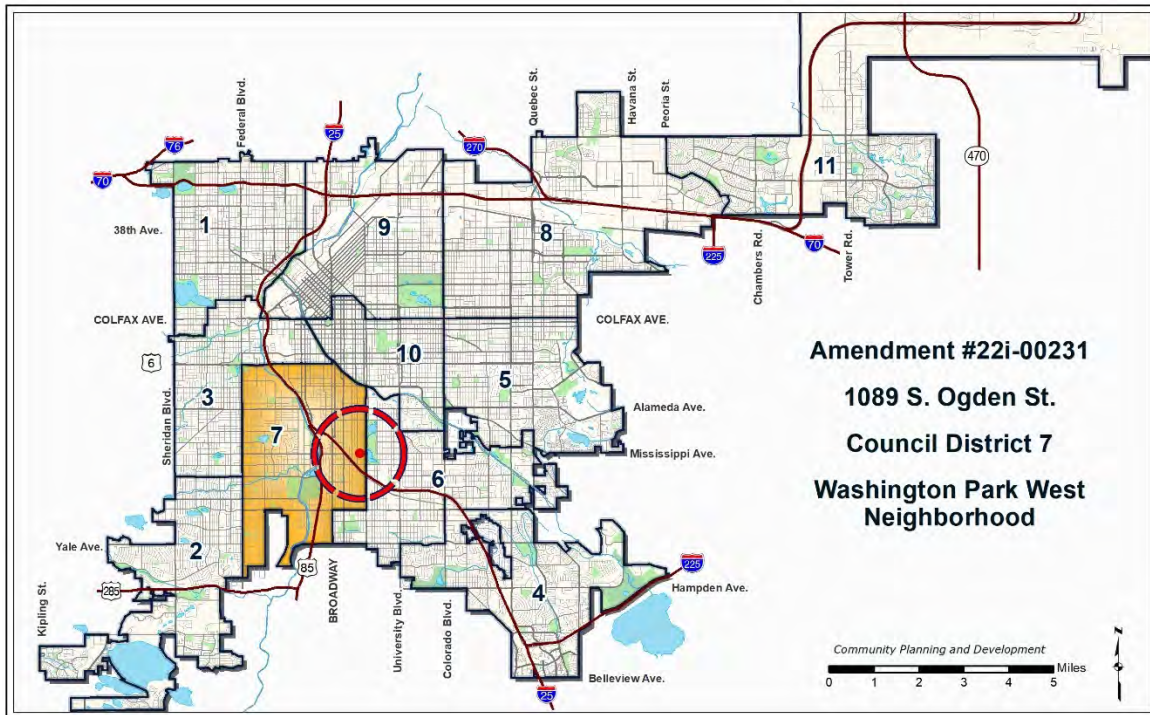 Federal Blvd.
Quebec St.
Havana St.
Peoria St.
76
25
270
70
470
11
1
9
8
38th Ave.
Chambers Rd.
Tower Rd.
225
70
COLFAX AVE.
COLFAX AVE.
6
10
5
3
Sheridan Blvd.
7
Alameda Ave.
Mississippi Ave.
6
Yale Ave.
2
285
85
4
225
Hampden Ave.
Kipling St.
BROADWAY
University Blvd.
Colorado Blvd.
Belleview Ave.
25
Amendment #22i-00231
1089 S. Ogden St.
Council District 7
Washington Park West
Neighborhood
Community Planning and Development
Miles
0 1 2 3 4 5
N